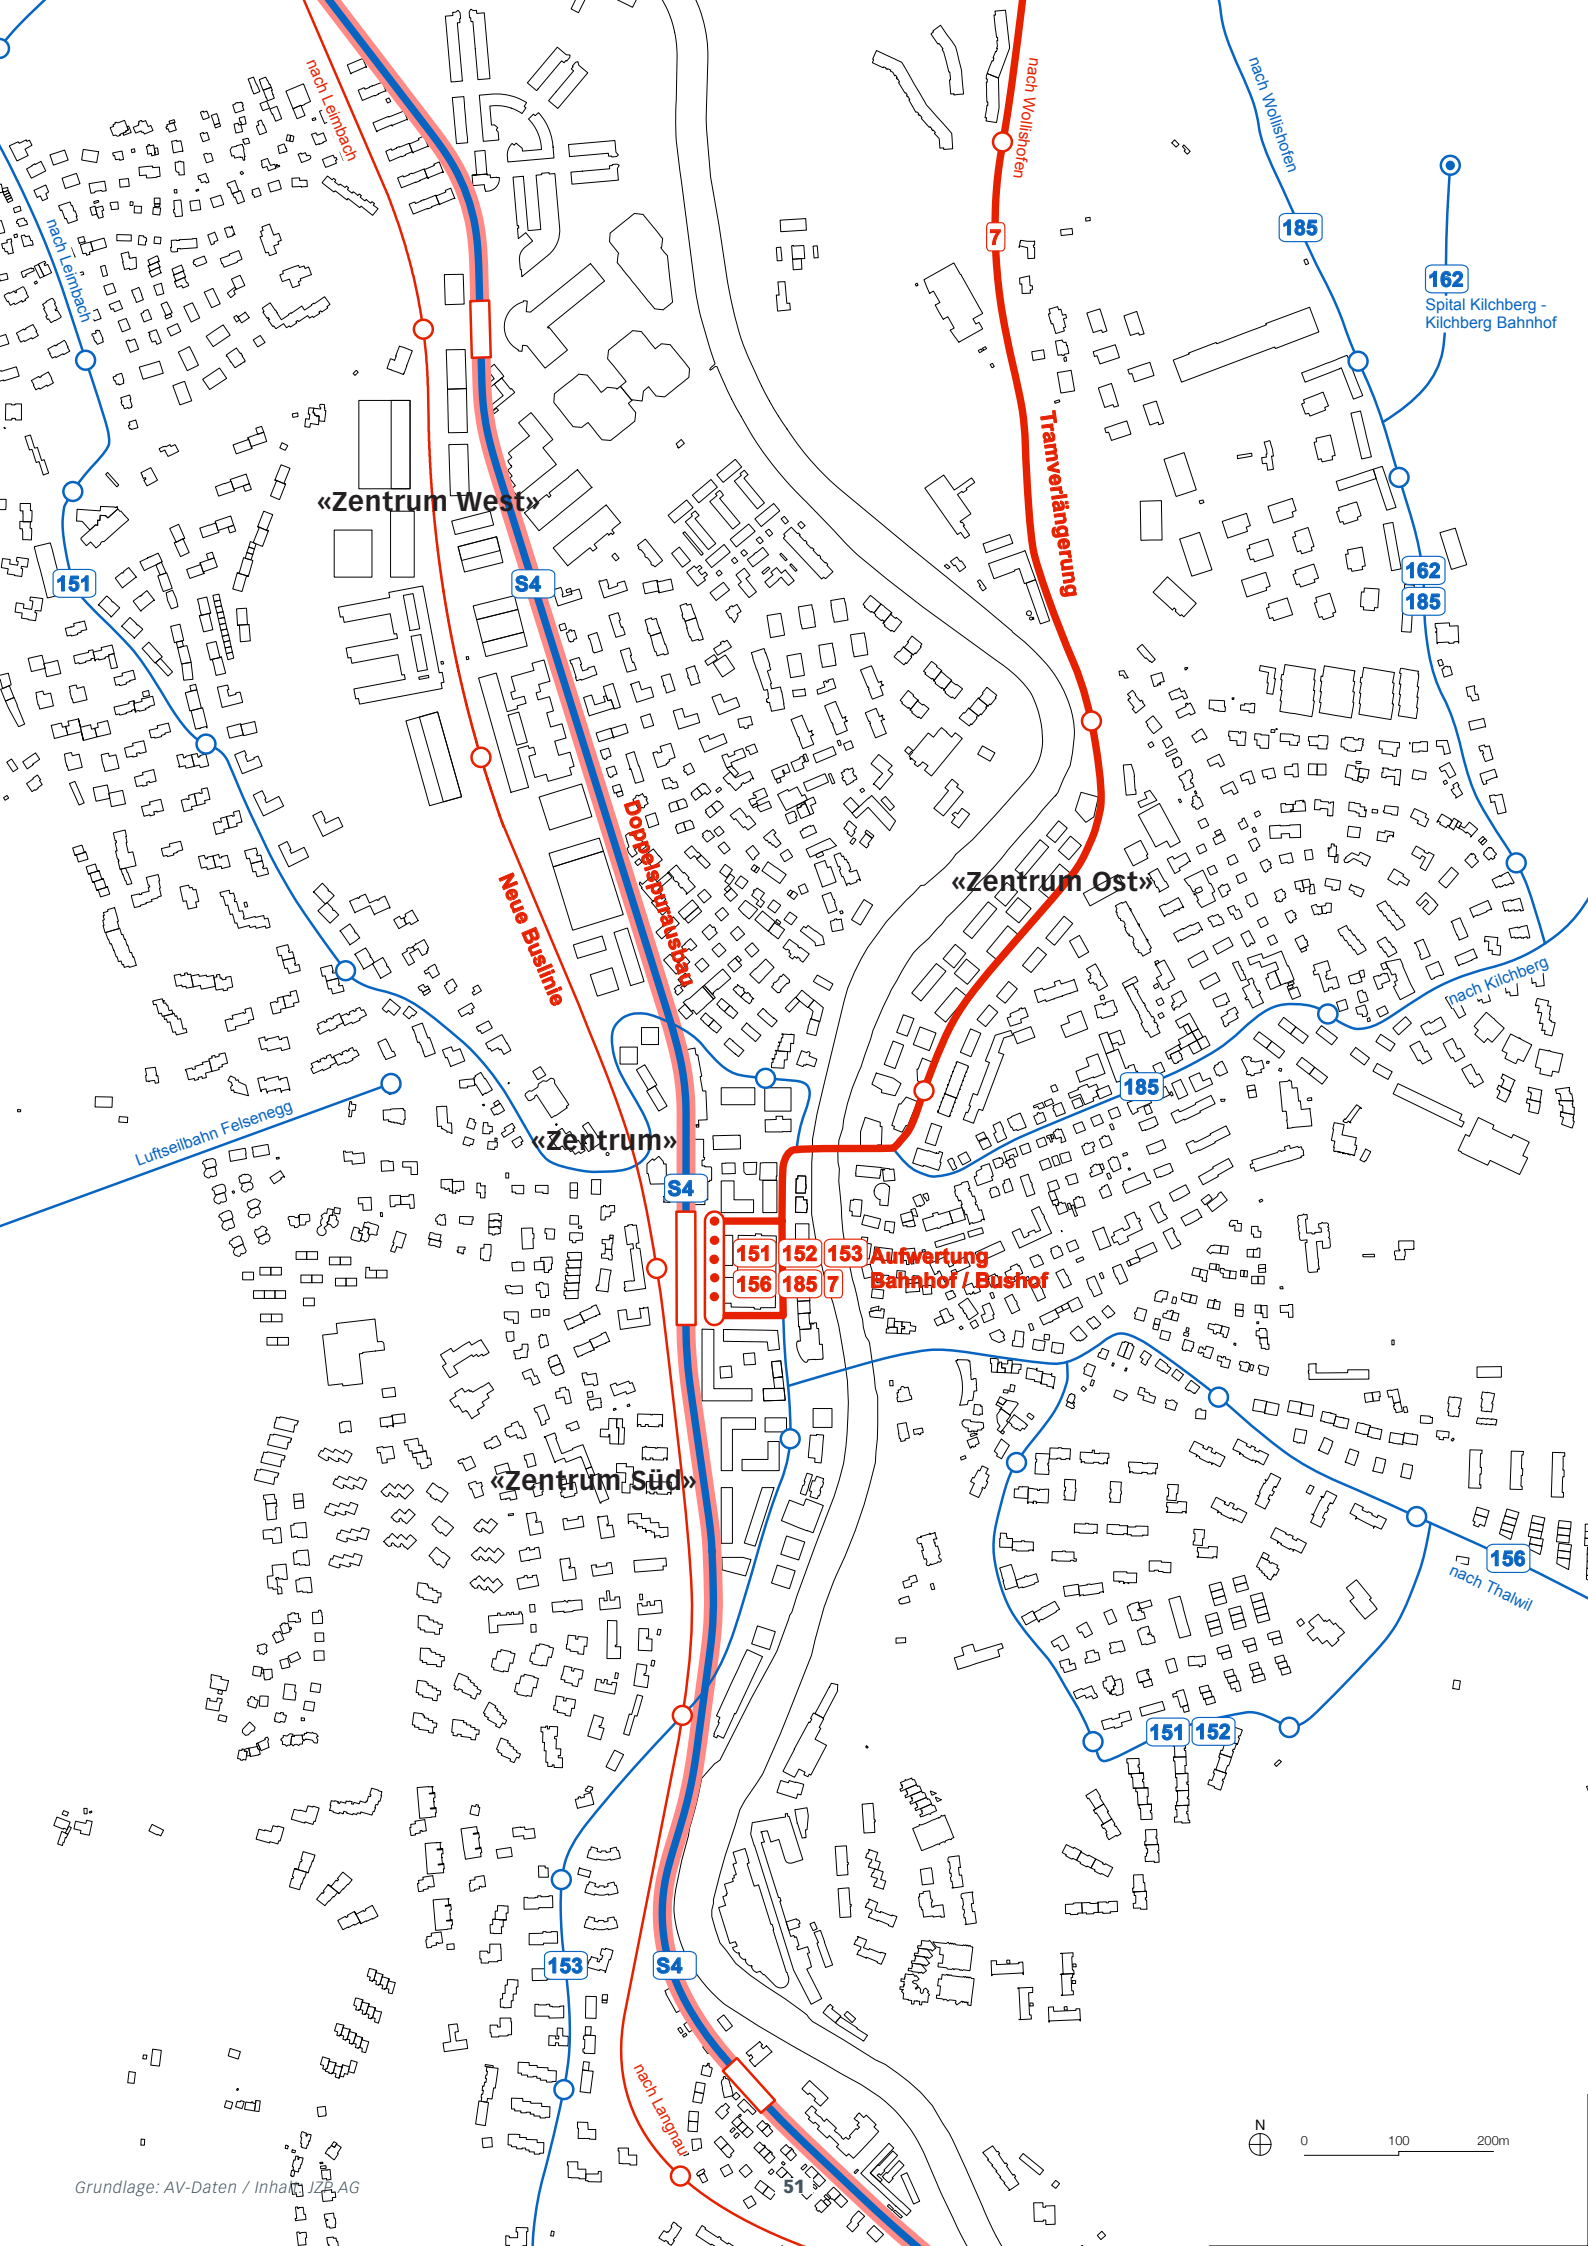 nach Leimbach
nach Wollishofen
nach Wollishofen
nach Leimbach
185
7
162
Spital Kilchberg -
Kilchberg Bahnhof
Tramverlängerung
«Zentrum West»
151
S4
162
185
Doppelspurausbau
Neue Buslinie
«Zentrum Ost»
nach Kilchberg
185
Luftseilbahn Felsenegg
«Zentrum»
S4
151 152 153
156 185 7
Aufwertung
Bahnhof / Bushof
«Zentrum Süd»
156
nach Thalwil
151 152
153
S4
nach Langnau
N
0 100 200m
Grundlage: AV-Daten / Inhalt: JZP AG
51